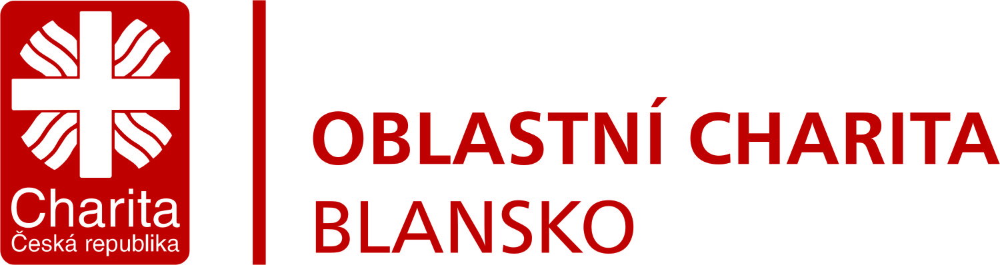 Charita
Česká republika
OBLASTNÍ CHARITA
BLANSKO